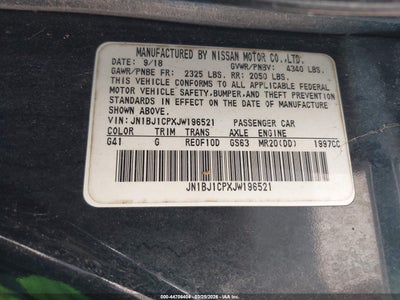 MANUFACTURED BY NISSAN MOTOR CO.,LTD.
DATE: 9/18 GVWR/PNBV: 4340 LBS.
GAWR/PNBE FR: 2325 LBS. RR: 2050 LBS.
THIS VEHICLE CONFORMS TO ALL APPLICABLE FEDERAL
MOTOR VEHICLE SAFETY,BUMPER,AND THEFT PREVENTION
STANDARDS IN EFFECT ON THE DATE OF MANUFACTURE
SHOWN ABOVE.
VIN: JN1BJ1CPXJW196521 PASSENGER CAR
COLOR TRIM TRANS AXLE ENGINE
G41 G RE0F10D GS63 MR20(DD) 1997CC
JN1BJ1CPXJW196521
000-44706404 - 03/20/2026 - IAA, INC.